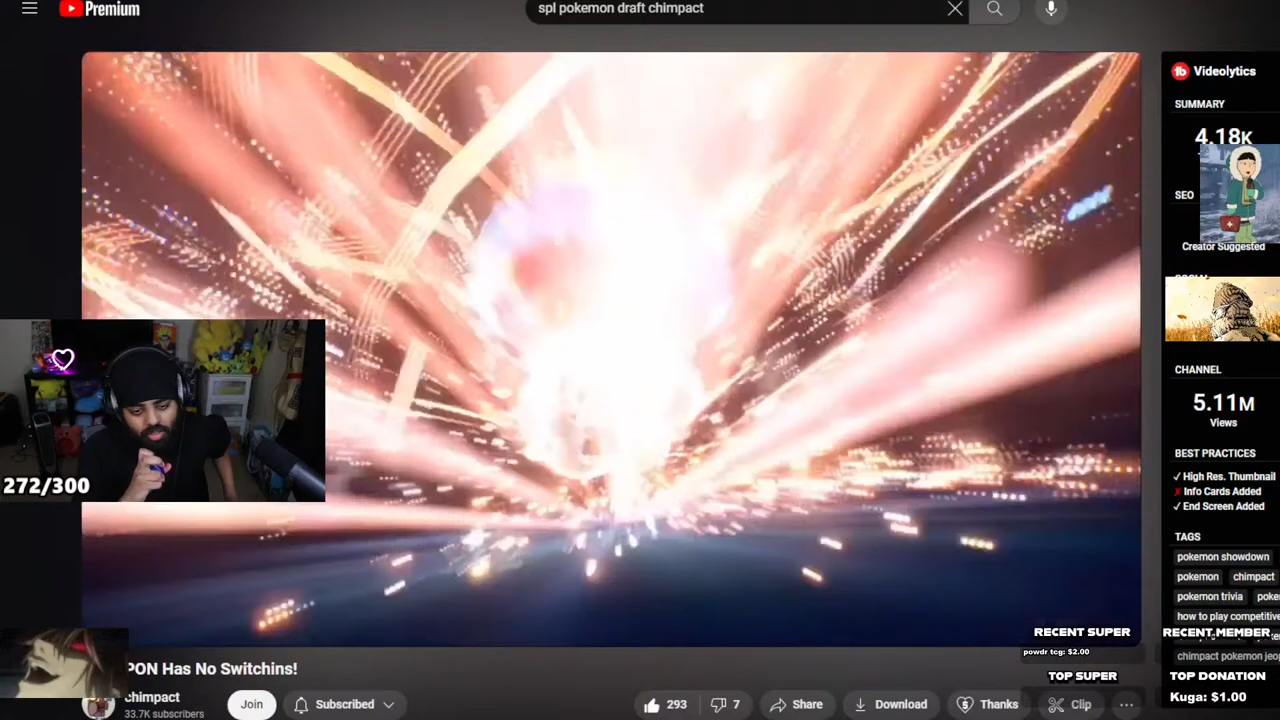 Premium
spl pokemon draft chimpact
Videolytics
SUMMARY
4.18K
SEO
Creator Suggested
CHANNEL
5.11M
Views
BEST PRACTICES
✓ High Res. Thumbnail
✗ Info Cards Added
✓ End Screen Added
TAGS
pokemon showdown
pokemon chimpact
pokemon trivia poke
how to play competitive
chimpact pokemon jeop
272/300
RECENT SUPER
powdr tcg: $2.00
TOP SUPER
RECENT MEMBER
TOP DONATION
Kuga: $1.00
PON Has No Switchins!
chimpact
33.7K subscribers
Join
Subscribed
293
7
Share
Download
Thanks
Clip